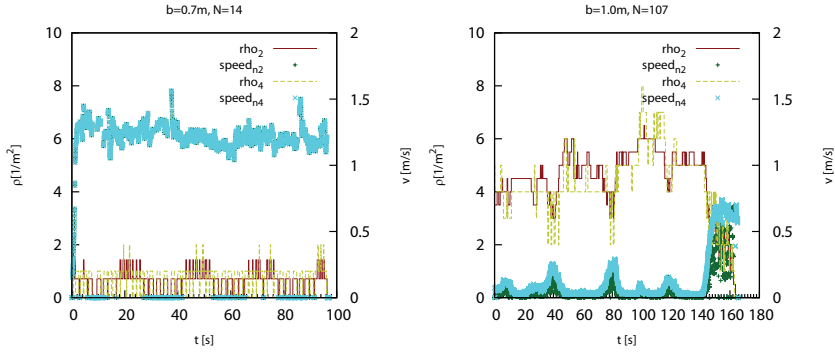 b=0.7m, N=14
10
8
6
4
2
0
2
1.5
1
0.5
0
0 20 40 60 80 100
ρ[1/m²]
v [m/s]
t [s]
rho₂
speedₙ₂
rho₄
speedₙ₄
b=1.0m, N=107
10
8
6
4
2
0
2
1.5
1
0.5
0
0 20 40 60 80 100 120 140 160 180
ρ[1/m²]
v [m/s]
t [s]
rho₂
speedₙ₂
rho₄
speedₙ₄